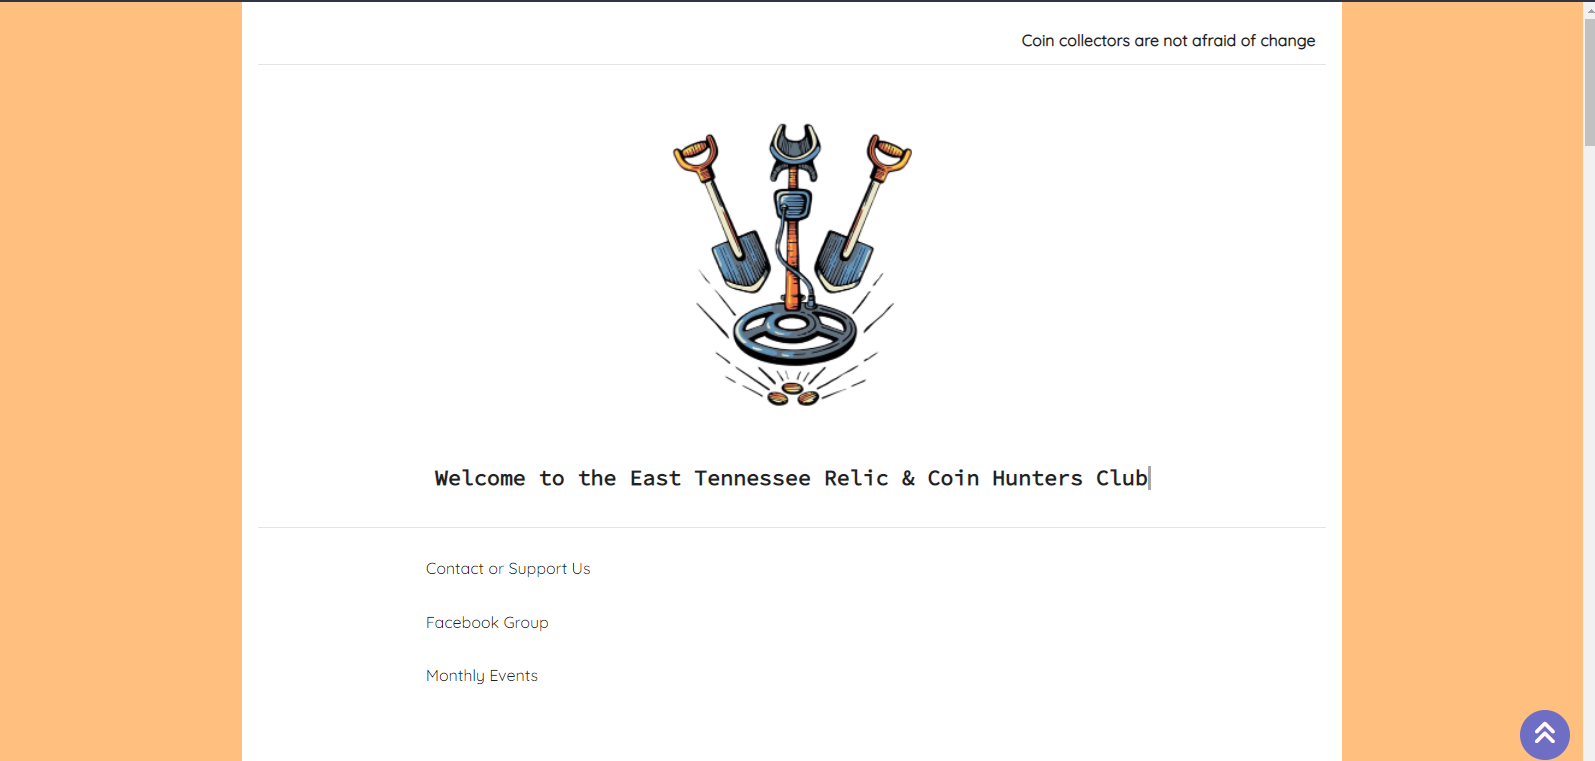 Coin collectors are not afraid of change
Welcome to the East Tennessee Relic & Coin Hunters Club
Contact or Support Us
Facebook Group
Monthly Events